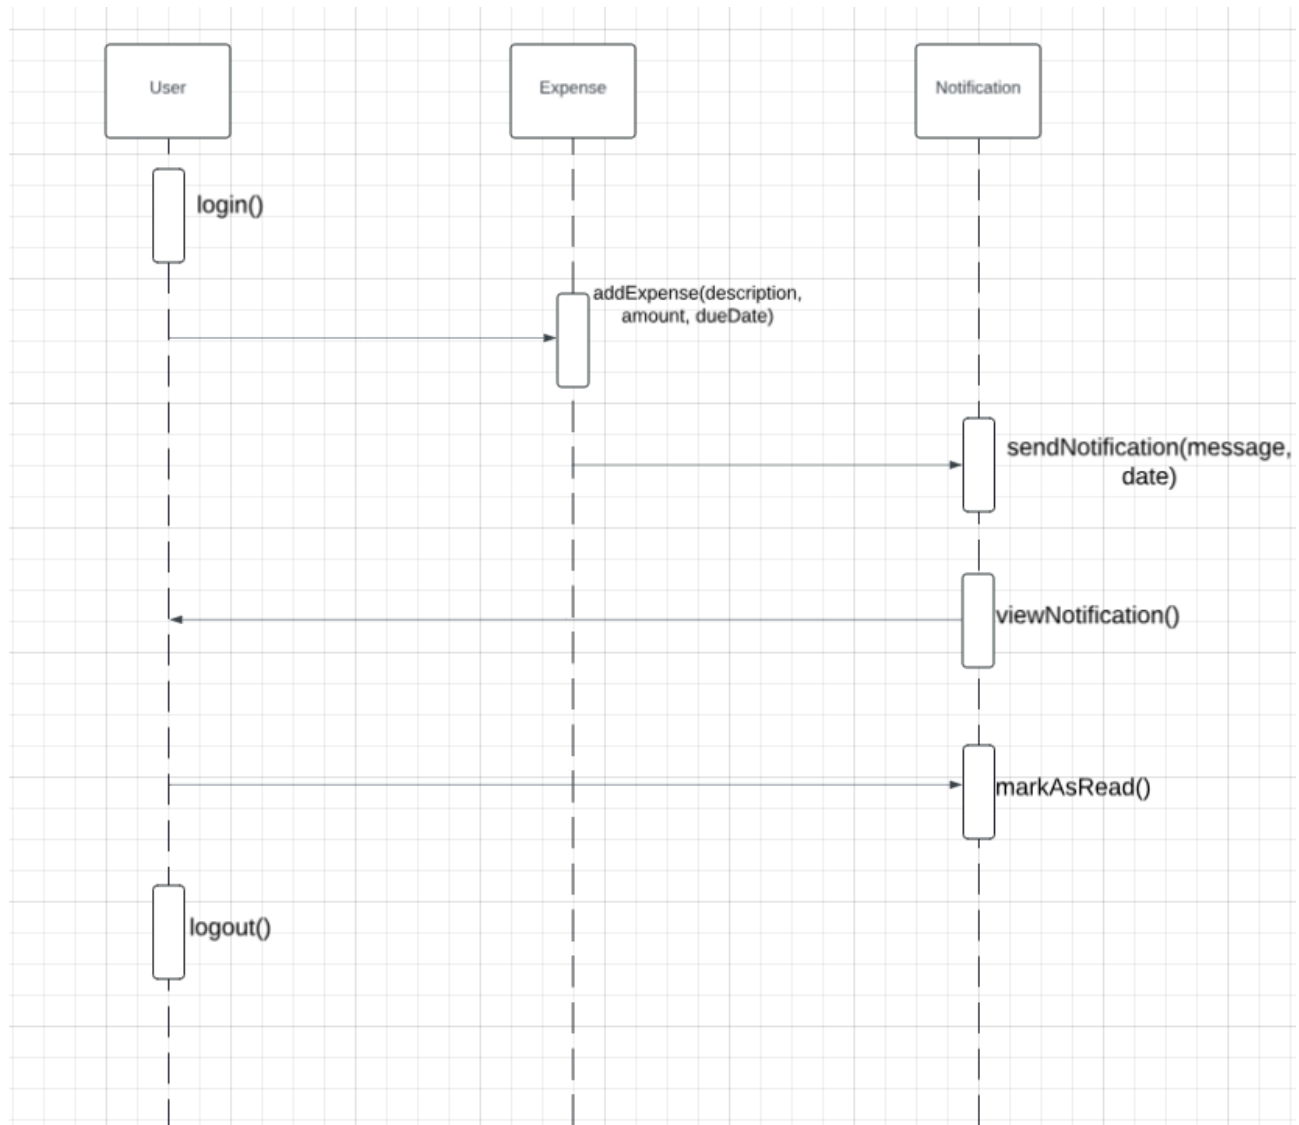 User
Expense
Notification
login()
addExpense(description,
amount, dueDate)
sendNotification(message,
date)
viewNotification()
markAsRead()
logout()